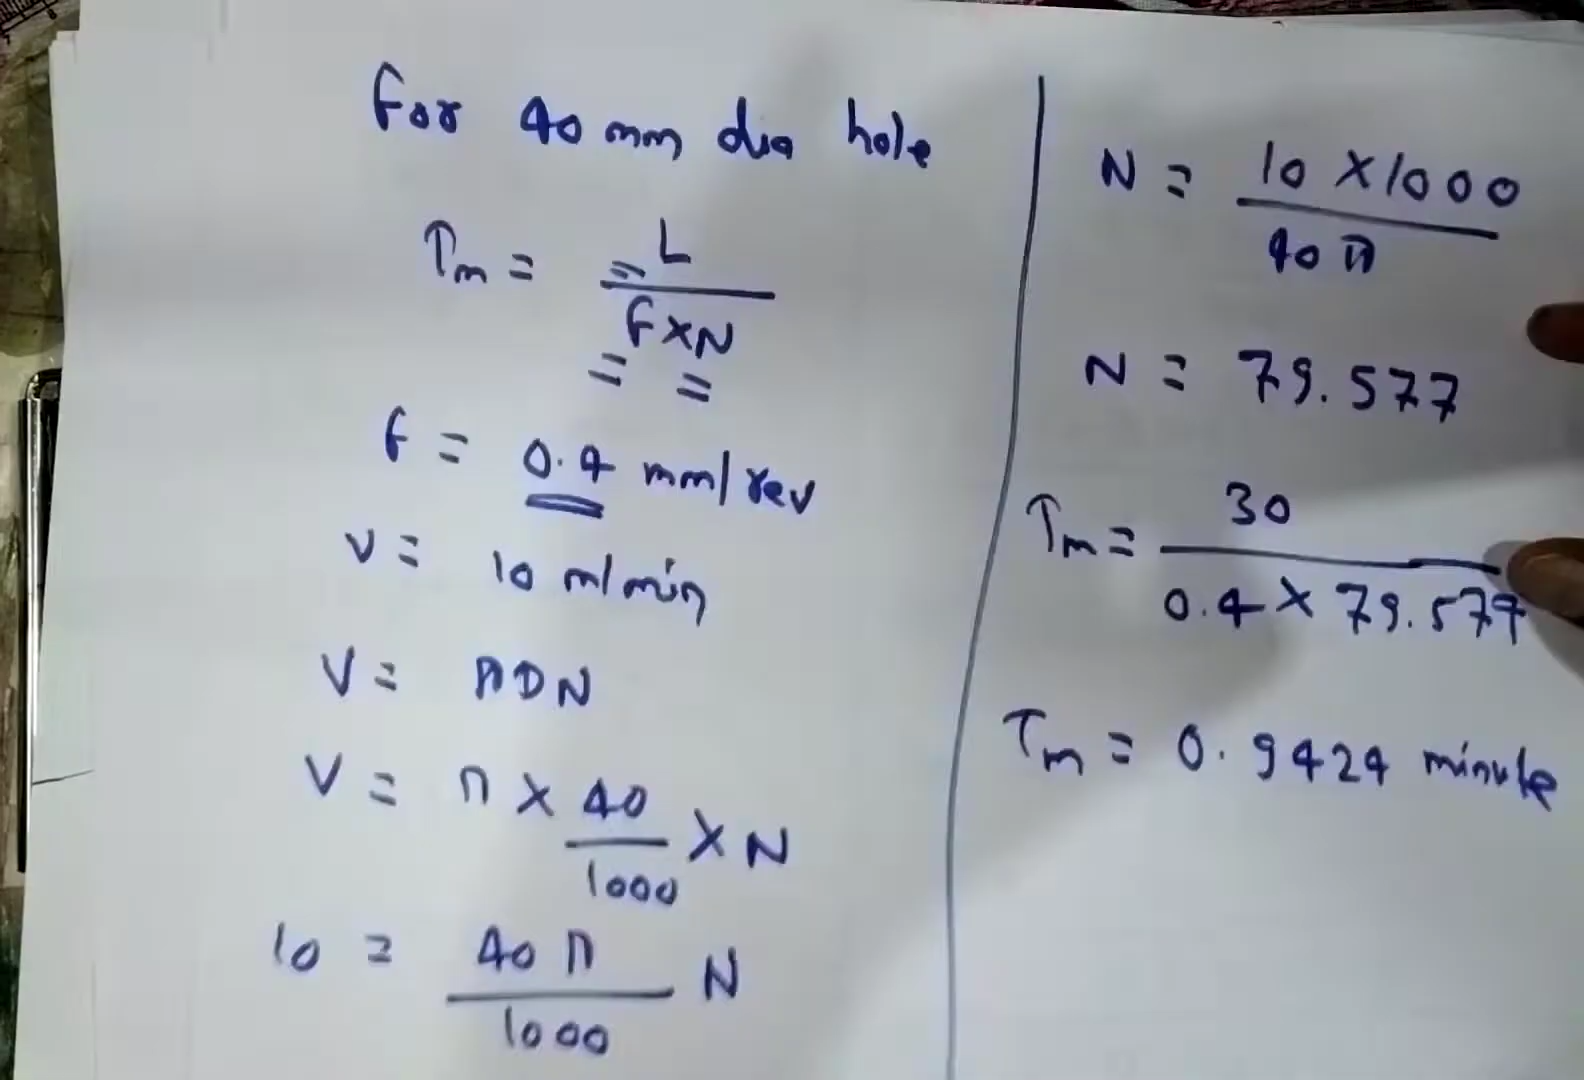 For 40 mm dia hole
Tm = L / f×N
f = 0.4 mm/rev
V = 10 m/min
V = πDN
V = π × 40/1000 × N
10 = 40π/1000 N
N = 10×1000 / 40π
N = 79.577
Tm = 30 / 0.4 × 79.577
Tm = 0.9424 minute